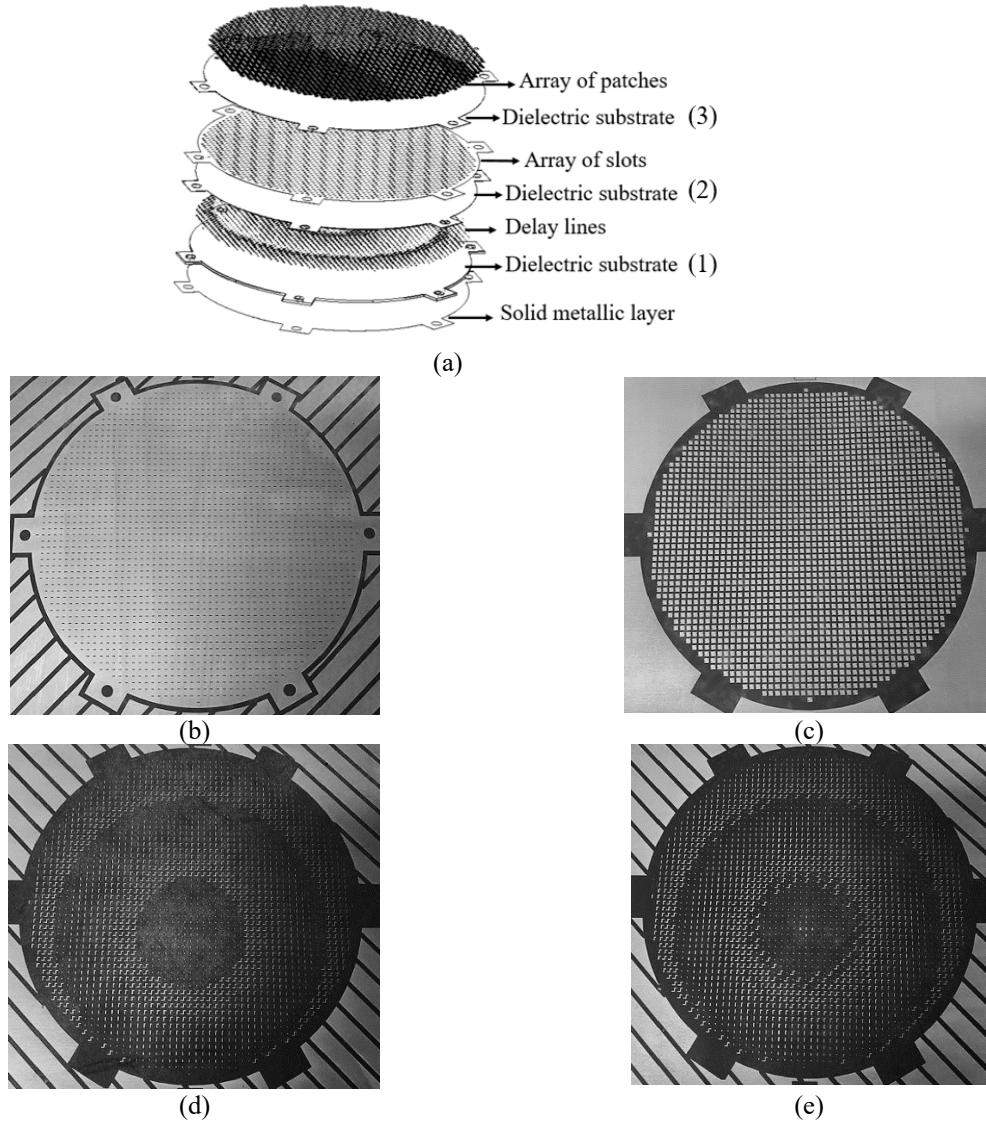 Array of patches
Dielectric substrate (3)
Array of slots
Dielectric substrate (2)
Delay lines
Dielectric substrate (1)
Solid metallic layer
(a)
(b)
(c)
(d)
(e)